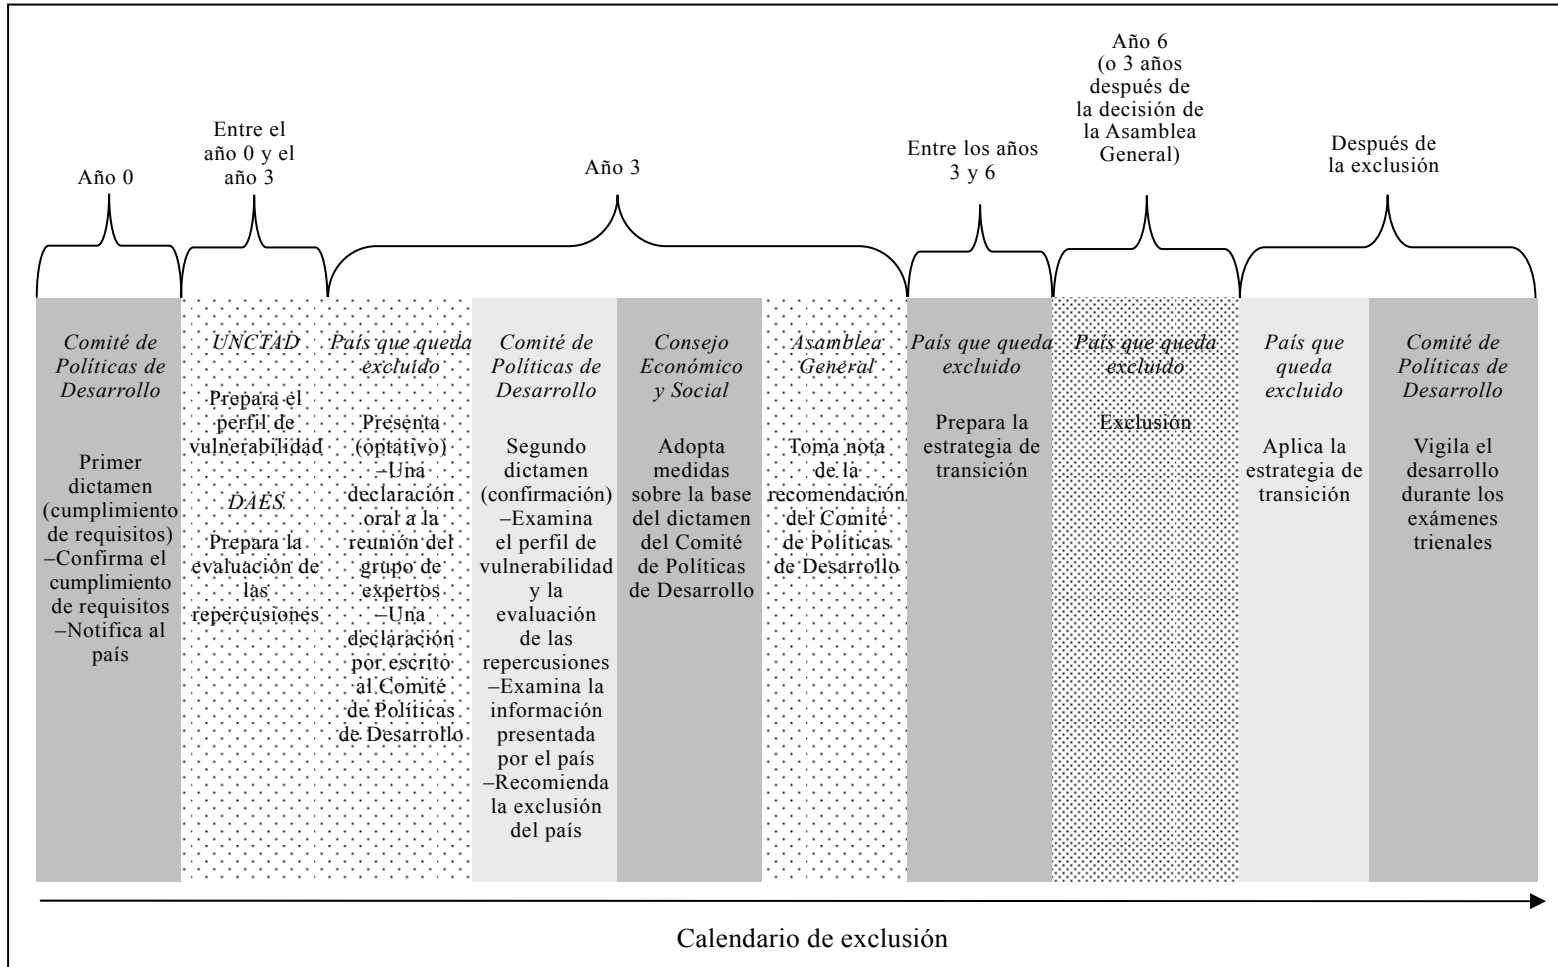 Año 0
Entre el
año 0 y el
año 3
Año 3
Entre los años
3 y 6
Año 6
(o 3 años
después de
la decisión de
la Asamblea
General)
Después de
la exclusión
Comité de
Políticas de
Desarrollo
Primer
dictamen
(cumplimiento
de requisitos)
–Confirma el
cumplimiento
de requisitos
–Notifica al
país
UNCTAD
Prepara el
perfil de
vulnerabilidad
DAES
Prepara la
evaluación de
las
repercusiones
País que queda
excluido
Presenta
(optativo)
–Una
declaración
oral a la
reunión del
grupo de
expertos
–Una
declaración
por escrito
al Comité
de Políticas
de Desarrollo
Comité de
Políticas de
Desarrollo
Segundo
dictamen
(confirmación)
–Examina
el perfil de
vulnerabilidad
y la
evaluación
de las
repercusiones
–Examina la
información
presentada
por el país
–Recomienda
la exclusión
del país
Consejo
Económico
y Social
Adopta
medidas
sobre la base
del dictamen
del Comité
de Políticas
de Desarrollo
Asamblea
General
Toma nota
de la
recomendación
del Comité
de Políticas
de Desarrollo
País que queda
excluido
Prepara la
estrategia de
transición
País que queda
excluido
Exclusión
País que
queda
excluido
Aplica la
estrategia de
transición
Comité de
Políticas de
Desarrollo
Vigila el
desarrollo
durante los
exámenes
trienales
Calendario de exclusión